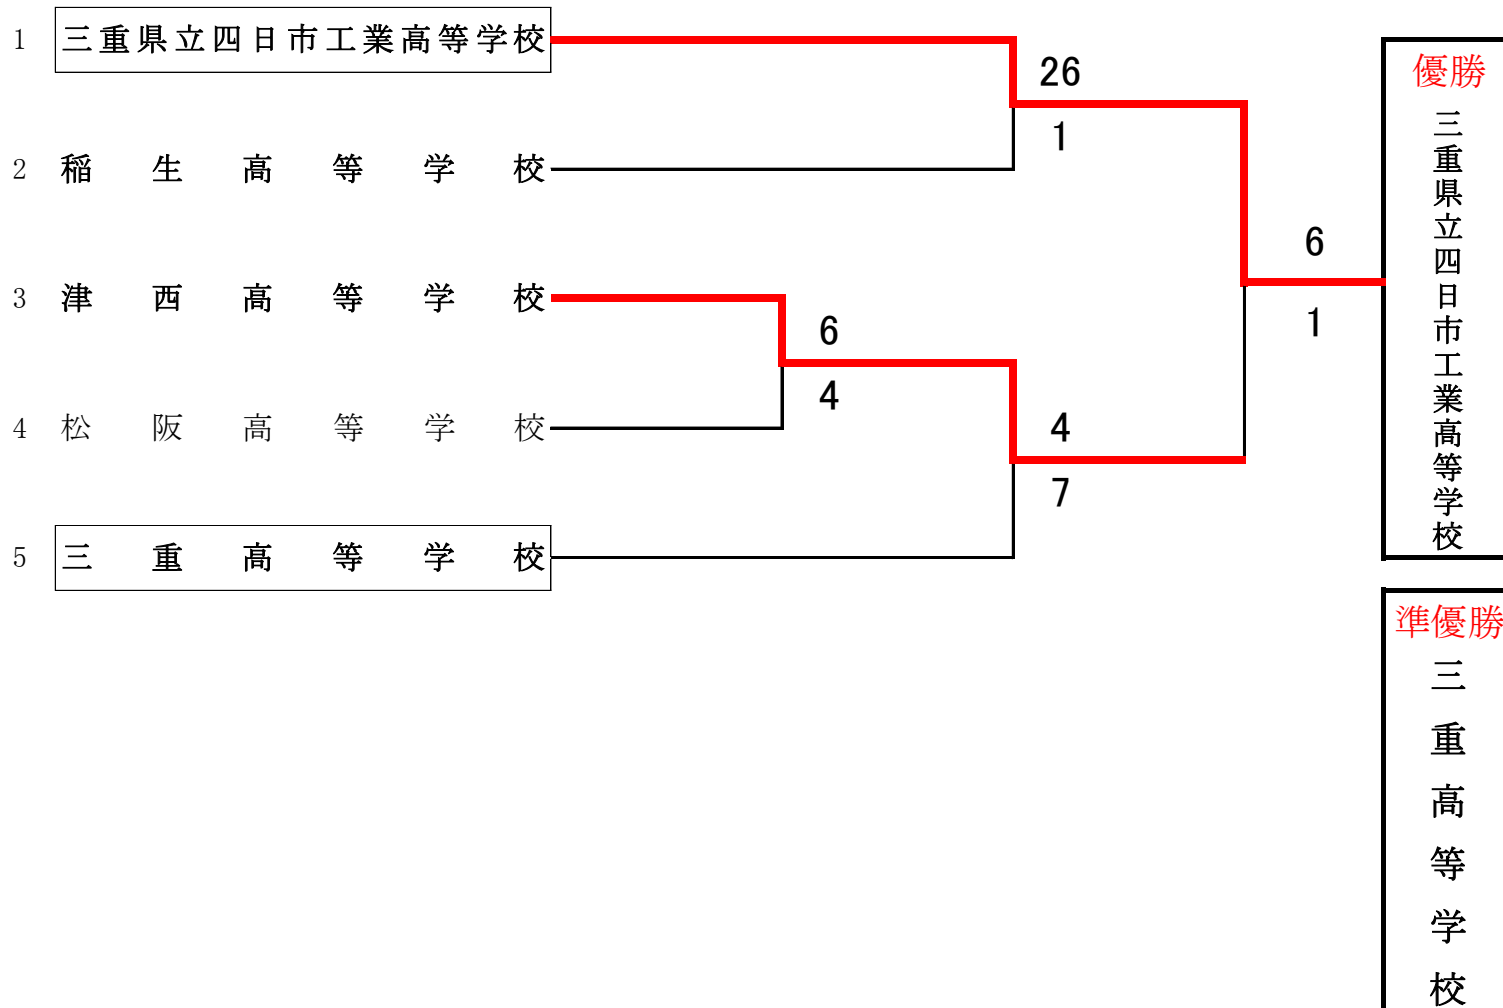 1 三重県立四日市工業高等学校
26
1
2 稲生高等学校
3 津西高等学校
6
4
4 松阪高等学校
4
7
5 三重高等学校
6
1
優勝
三重県立四日市工業高等学校
準優勝
三重高等学校